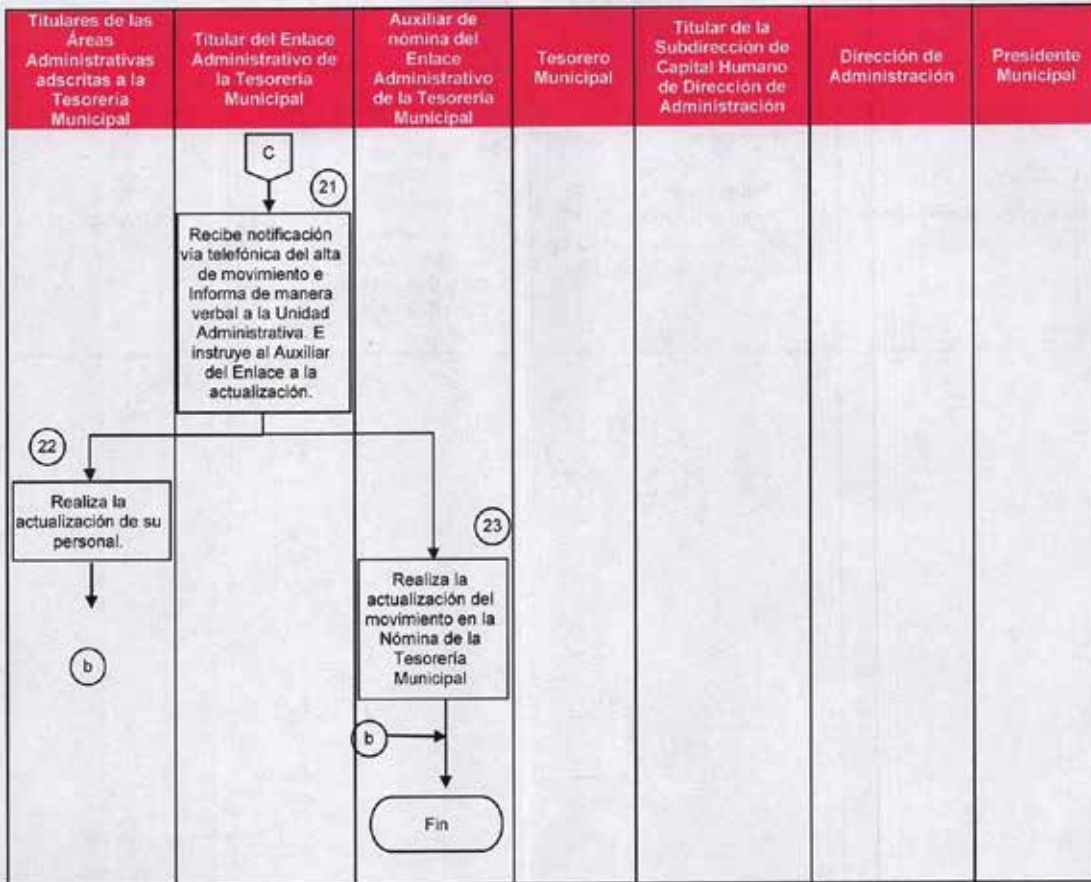 Titulares de las
Áreas
Administrativas
adscritas a la
Tesorería
Municipal
Titular del Enlace
Administrativo de
la Tesorería
Municipal
Auxiliar de
nómina del
Enlace
Administrativo
de la Tesorería
Municipal
Tesorero
Municipal
Titular de la
Subdirección de
Capital Humano
de Dirección de
Administración
Dirección de
Administración
Presidente
Municipal
C
21
Recibe notificación
vía telefónica del alta
de movimiento e
Informa de manera
verbal a la Unidad
Administrativa. E
instruye al Auxiliar
del Enlace a la
actualización.
22
Realiza la
actualización de su
personal.
b
23
Realiza la
actualización del
movimiento en la
Nómina de la
Tesorería
Municipal
b
Fin